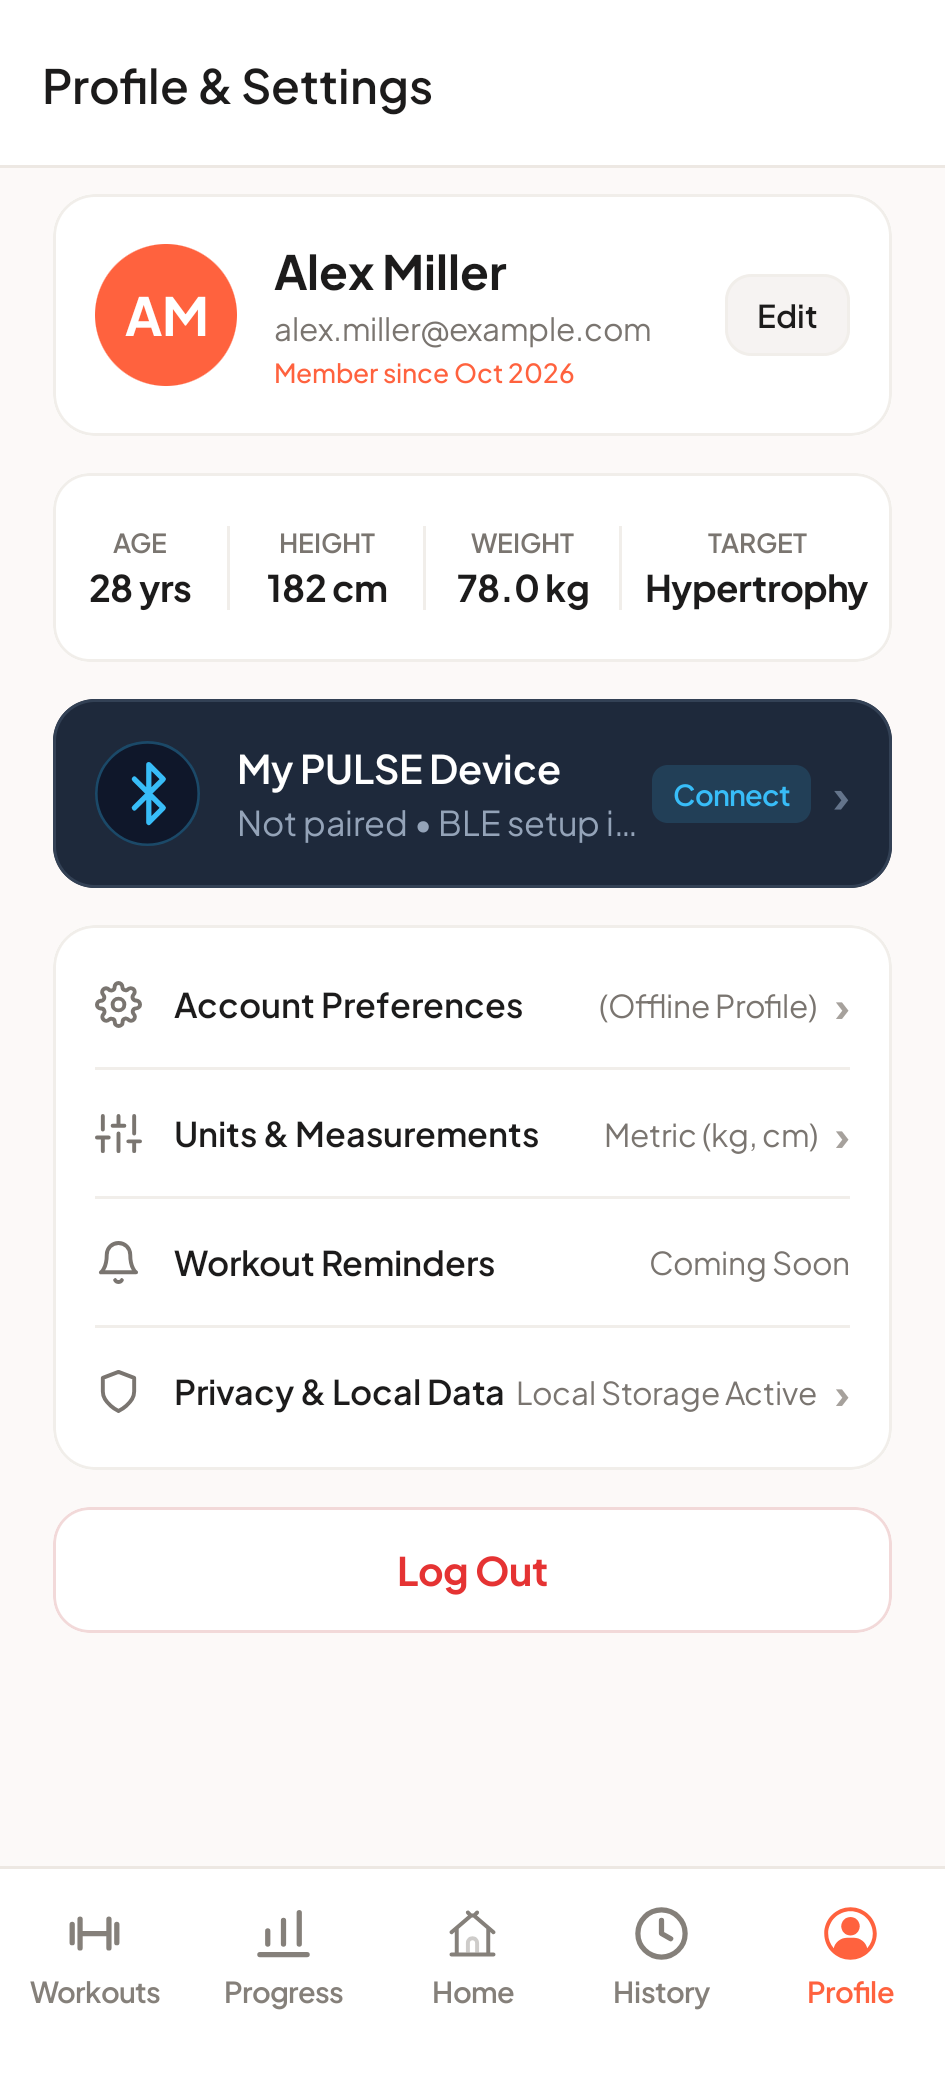 Profile & Settings
AM
Alex Miller
alex.miller@example.com
Member since Oct 2026
Edit
AGE HEIGHT WEIGHT TARGET
28 yrs 182 cm 78.0 kg Hypertrophy
My PULSE Device
Not paired • BLE setup i...
Connect ›
Account Preferences (Offline Profile) ›
Units & Measurements Metric (kg, cm) ›
Workout Reminders Coming Soon
Privacy & Local Data Local Storage Active ›
Log Out
Workouts Progress Home History Profile